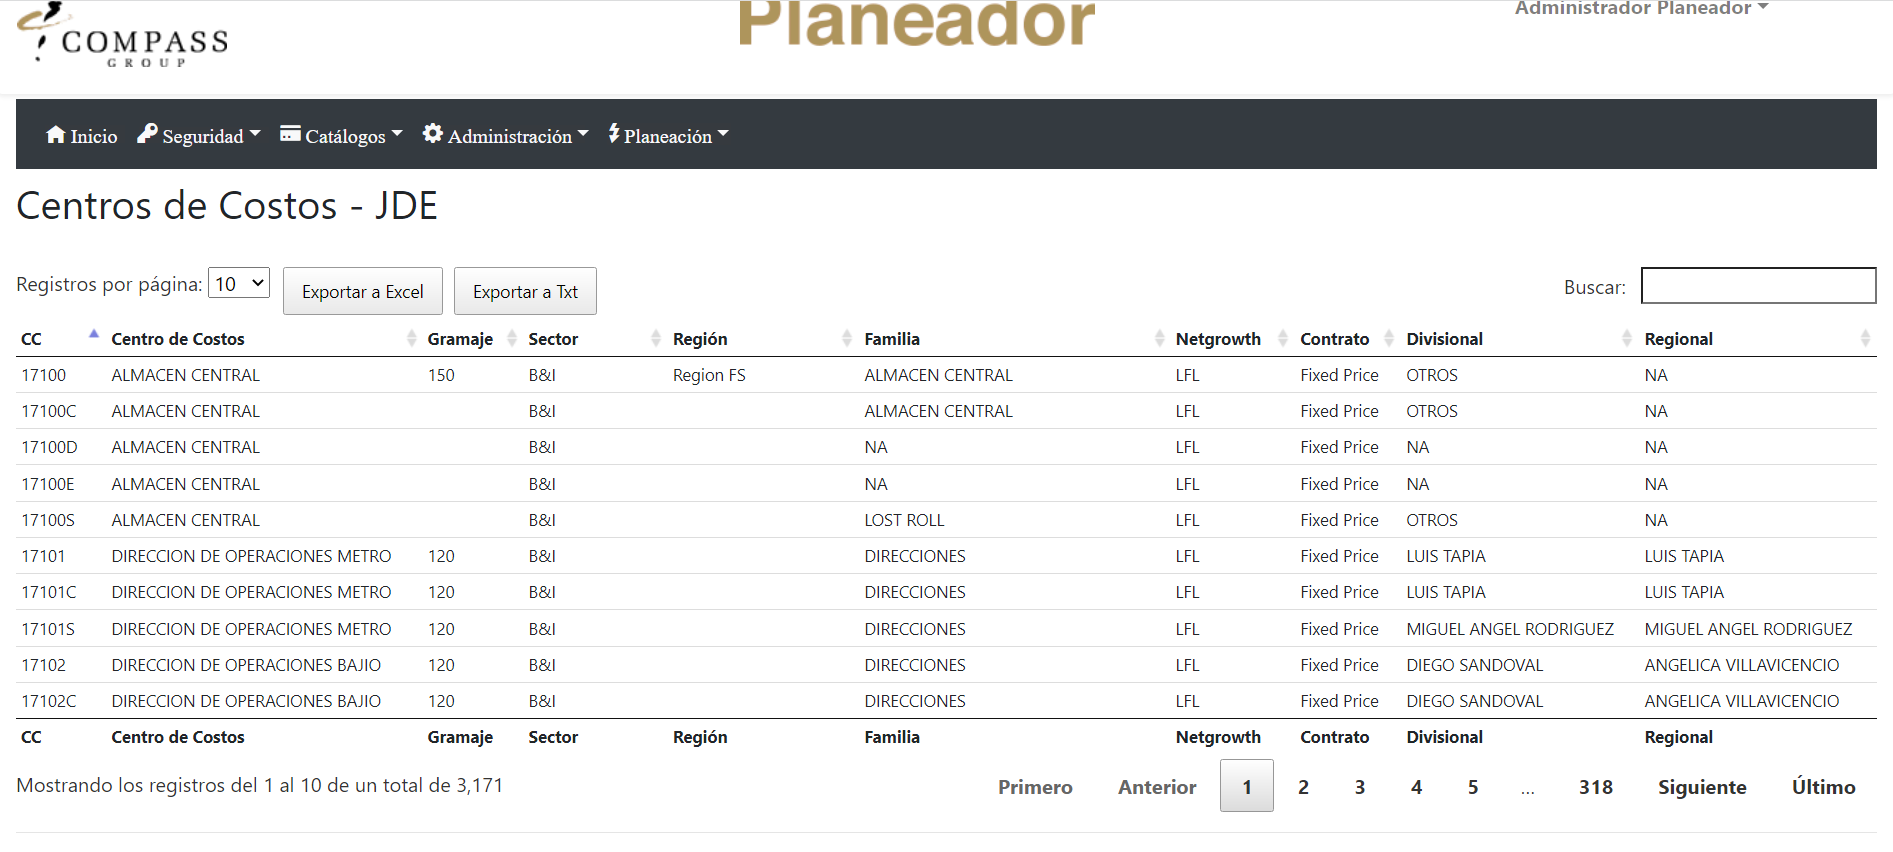 Planeador
Administrador Planeador
COMPASS
GROUP
Inicio Seguridad Catálogos Administración Planeación
Centros de Costos - JDE
Registros por página: 10 Exportar a Excel Exportar a Txt Buscar:
CC Centro de Costos Gramaje Sector Región Familia Netgrowth Contrato Divisional Regional
17100 ALMACEN CENTRAL 150 B&I Region FS ALMACEN CENTRAL LFL Fixed Price OTROS NA
17100C ALMACEN CENTRAL B&I ALMACEN CENTRAL LFL Fixed Price OTROS NA
17100D ALMACEN CENTRAL B&I NA LFL Fixed Price NA NA
17100E ALMACEN CENTRAL B&I NA LFL Fixed Price NA NA
17100S ALMACEN CENTRAL B&I LOST ROLL LFL Fixed Price OTROS NA
17101 DIRECCION DE OPERACIONES METRO 120 B&I DIRECCIONES LFL Fixed Price LUIS TAPIA LUIS TAPIA
17101C DIRECCION DE OPERACIONES METRO 120 B&I DIRECCIONES LFL Fixed Price LUIS TAPIA LUIS TAPIA
17101S DIRECCION DE OPERACIONES METRO 120 B&I DIRECCIONES LFL Fixed Price MIGUEL ANGEL RODRIGUEZ MIGUEL ANGEL RODRIGUEZ
17102 DIRECCION DE OPERACIONES BAJIO 120 B&I DIRECCIONES LFL Fixed Price DIEGO SANDOVAL ANGELICA VILLAVICENCIO
17102C DIRECCION DE OPERACIONES BAJIO 120 B&I DIRECCIONES LFL Fixed Price DIEGO SANDOVAL ANGELICA VILLAVICENCIO
CC Centro de Costos Gramaje Sector Región Familia Netgrowth Contrato Divisional Regional
Mostrando los registros del 1 al 10 de un total de 3,171 Primero Anterior 1 2 3 4 5 ... 318 Siguiente Último